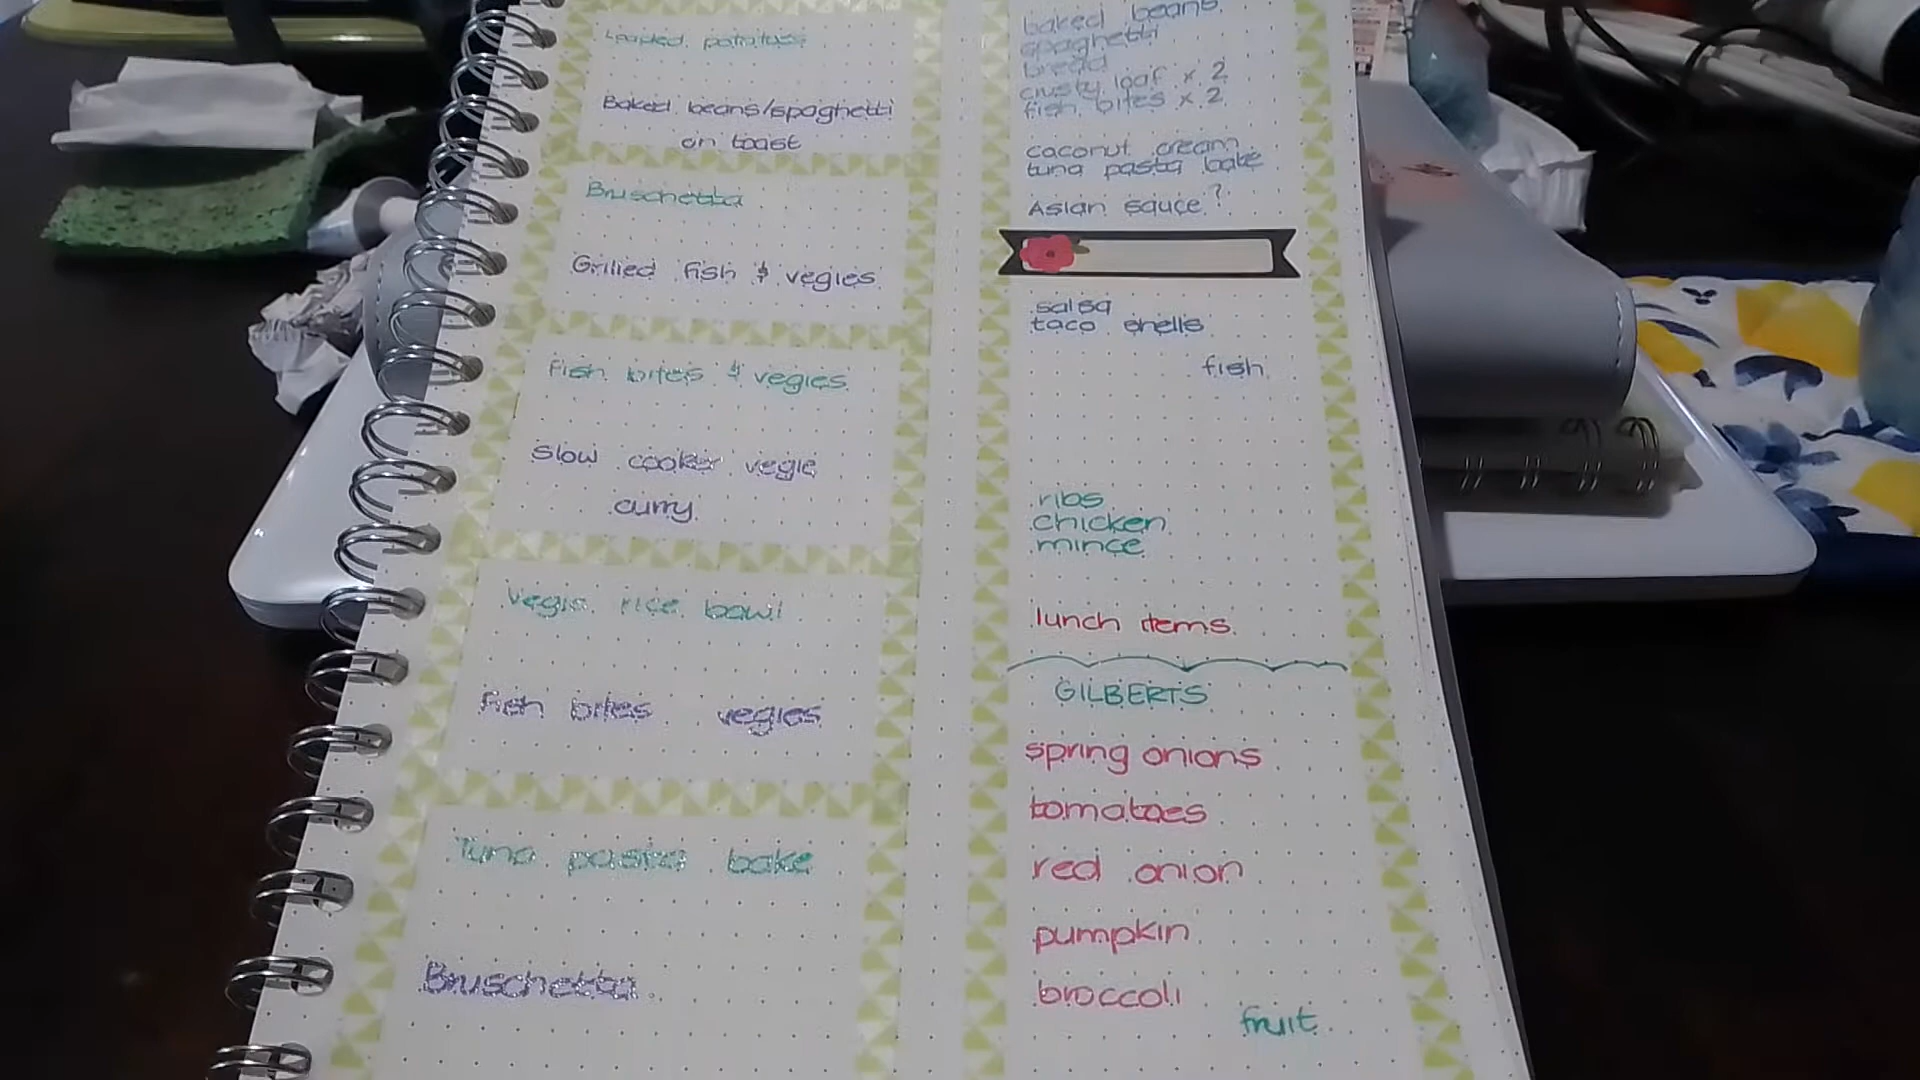 Loaded potatoes
Baked beans/spaghetti
on toast
Bruschetta
Grilled fish & vegies
Fish bites & vegies
Slow cooker vegie
curry
Vegie rice bowl
Fish bites vegies
Tuna pasta bake
Bruschetta
baked beans
spaghetti
bread
crusty loaf x 2
fish bites x 2
coconut cream
tuna pasta bake
Asian sauce?
salsa
taco shells
fish
ribs
chicken
mince
lunch items
GILBERTS
spring onions
tomatoes
red onion
pumpkin
broccoli
fruit